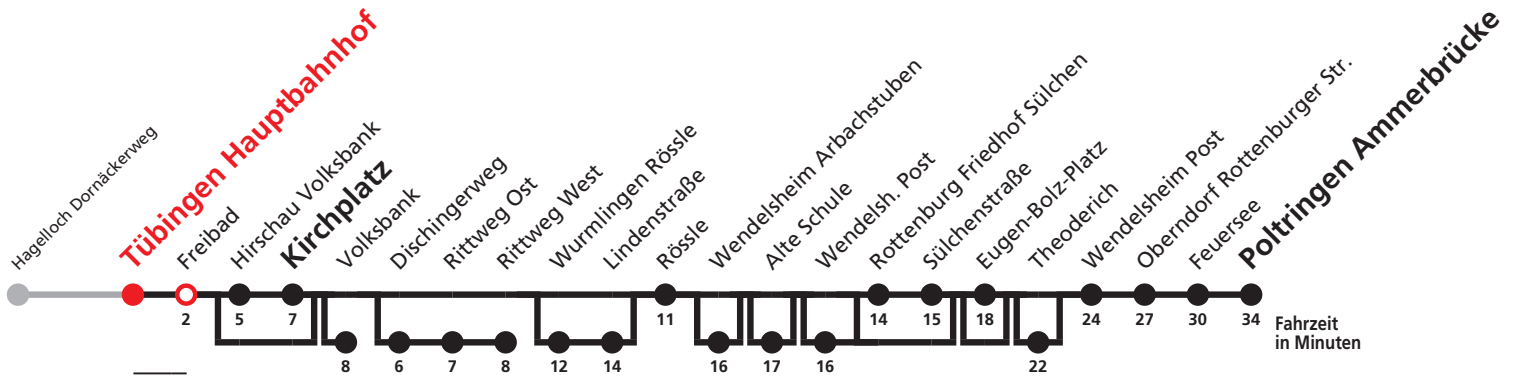 Hagelloch Dornäckerweg
Tübingen Hauptbahnhof
Freibad
Hirschau Volksbank
Kirchplatz
Volksbank
Dischingerweg
Rittweg Ost
Rittweg West
Wurmlingen Rössle
Lindenstraße
Rössle
Wendelsheim Arbachstuben
Alte Schule
Wendelsh. Post
Rottenburg Friedhof Sülchen
Sülchenstraße
Eugen-Bolz-Platz
Theoderich
Wendelsheim Post
Oberndorf Rottenburger Str.
Feuersee
Poltringen Ammerbrücke
2 5 7 11 14 15 18 24 27 30 34
Fahrzeit
in Minuten
8 6 7 8 12 14 16 17 16 22